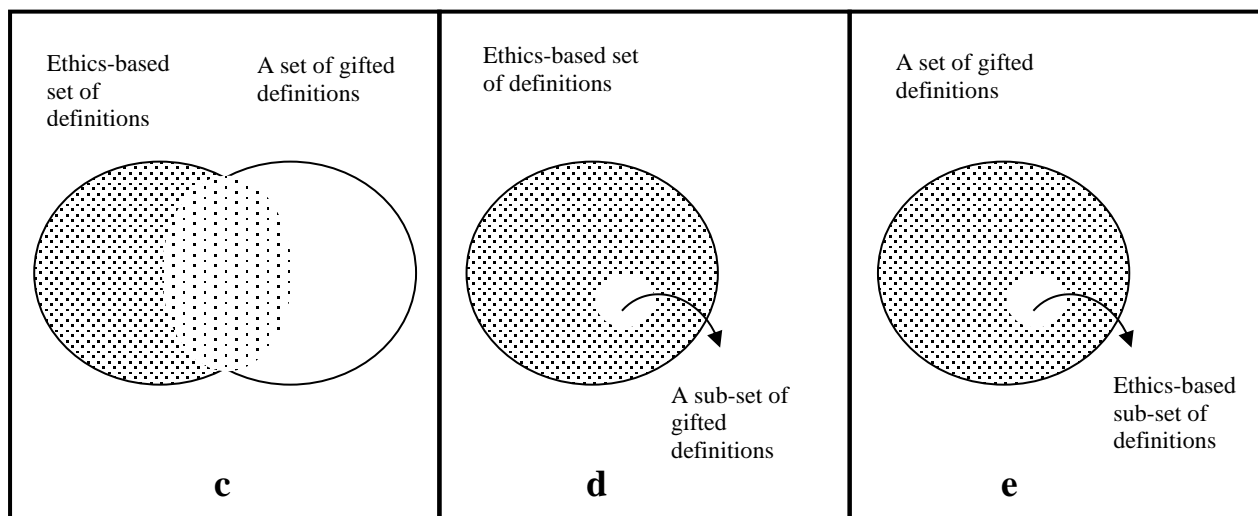 Ethics-based
set of
definitions
A set of gifted
definitions
c
Ethics-based set
of definitions
A sub-set of
gifted
definitions
d
A set of gifted
definitions
Ethics-based
sub-set of
definitions
e